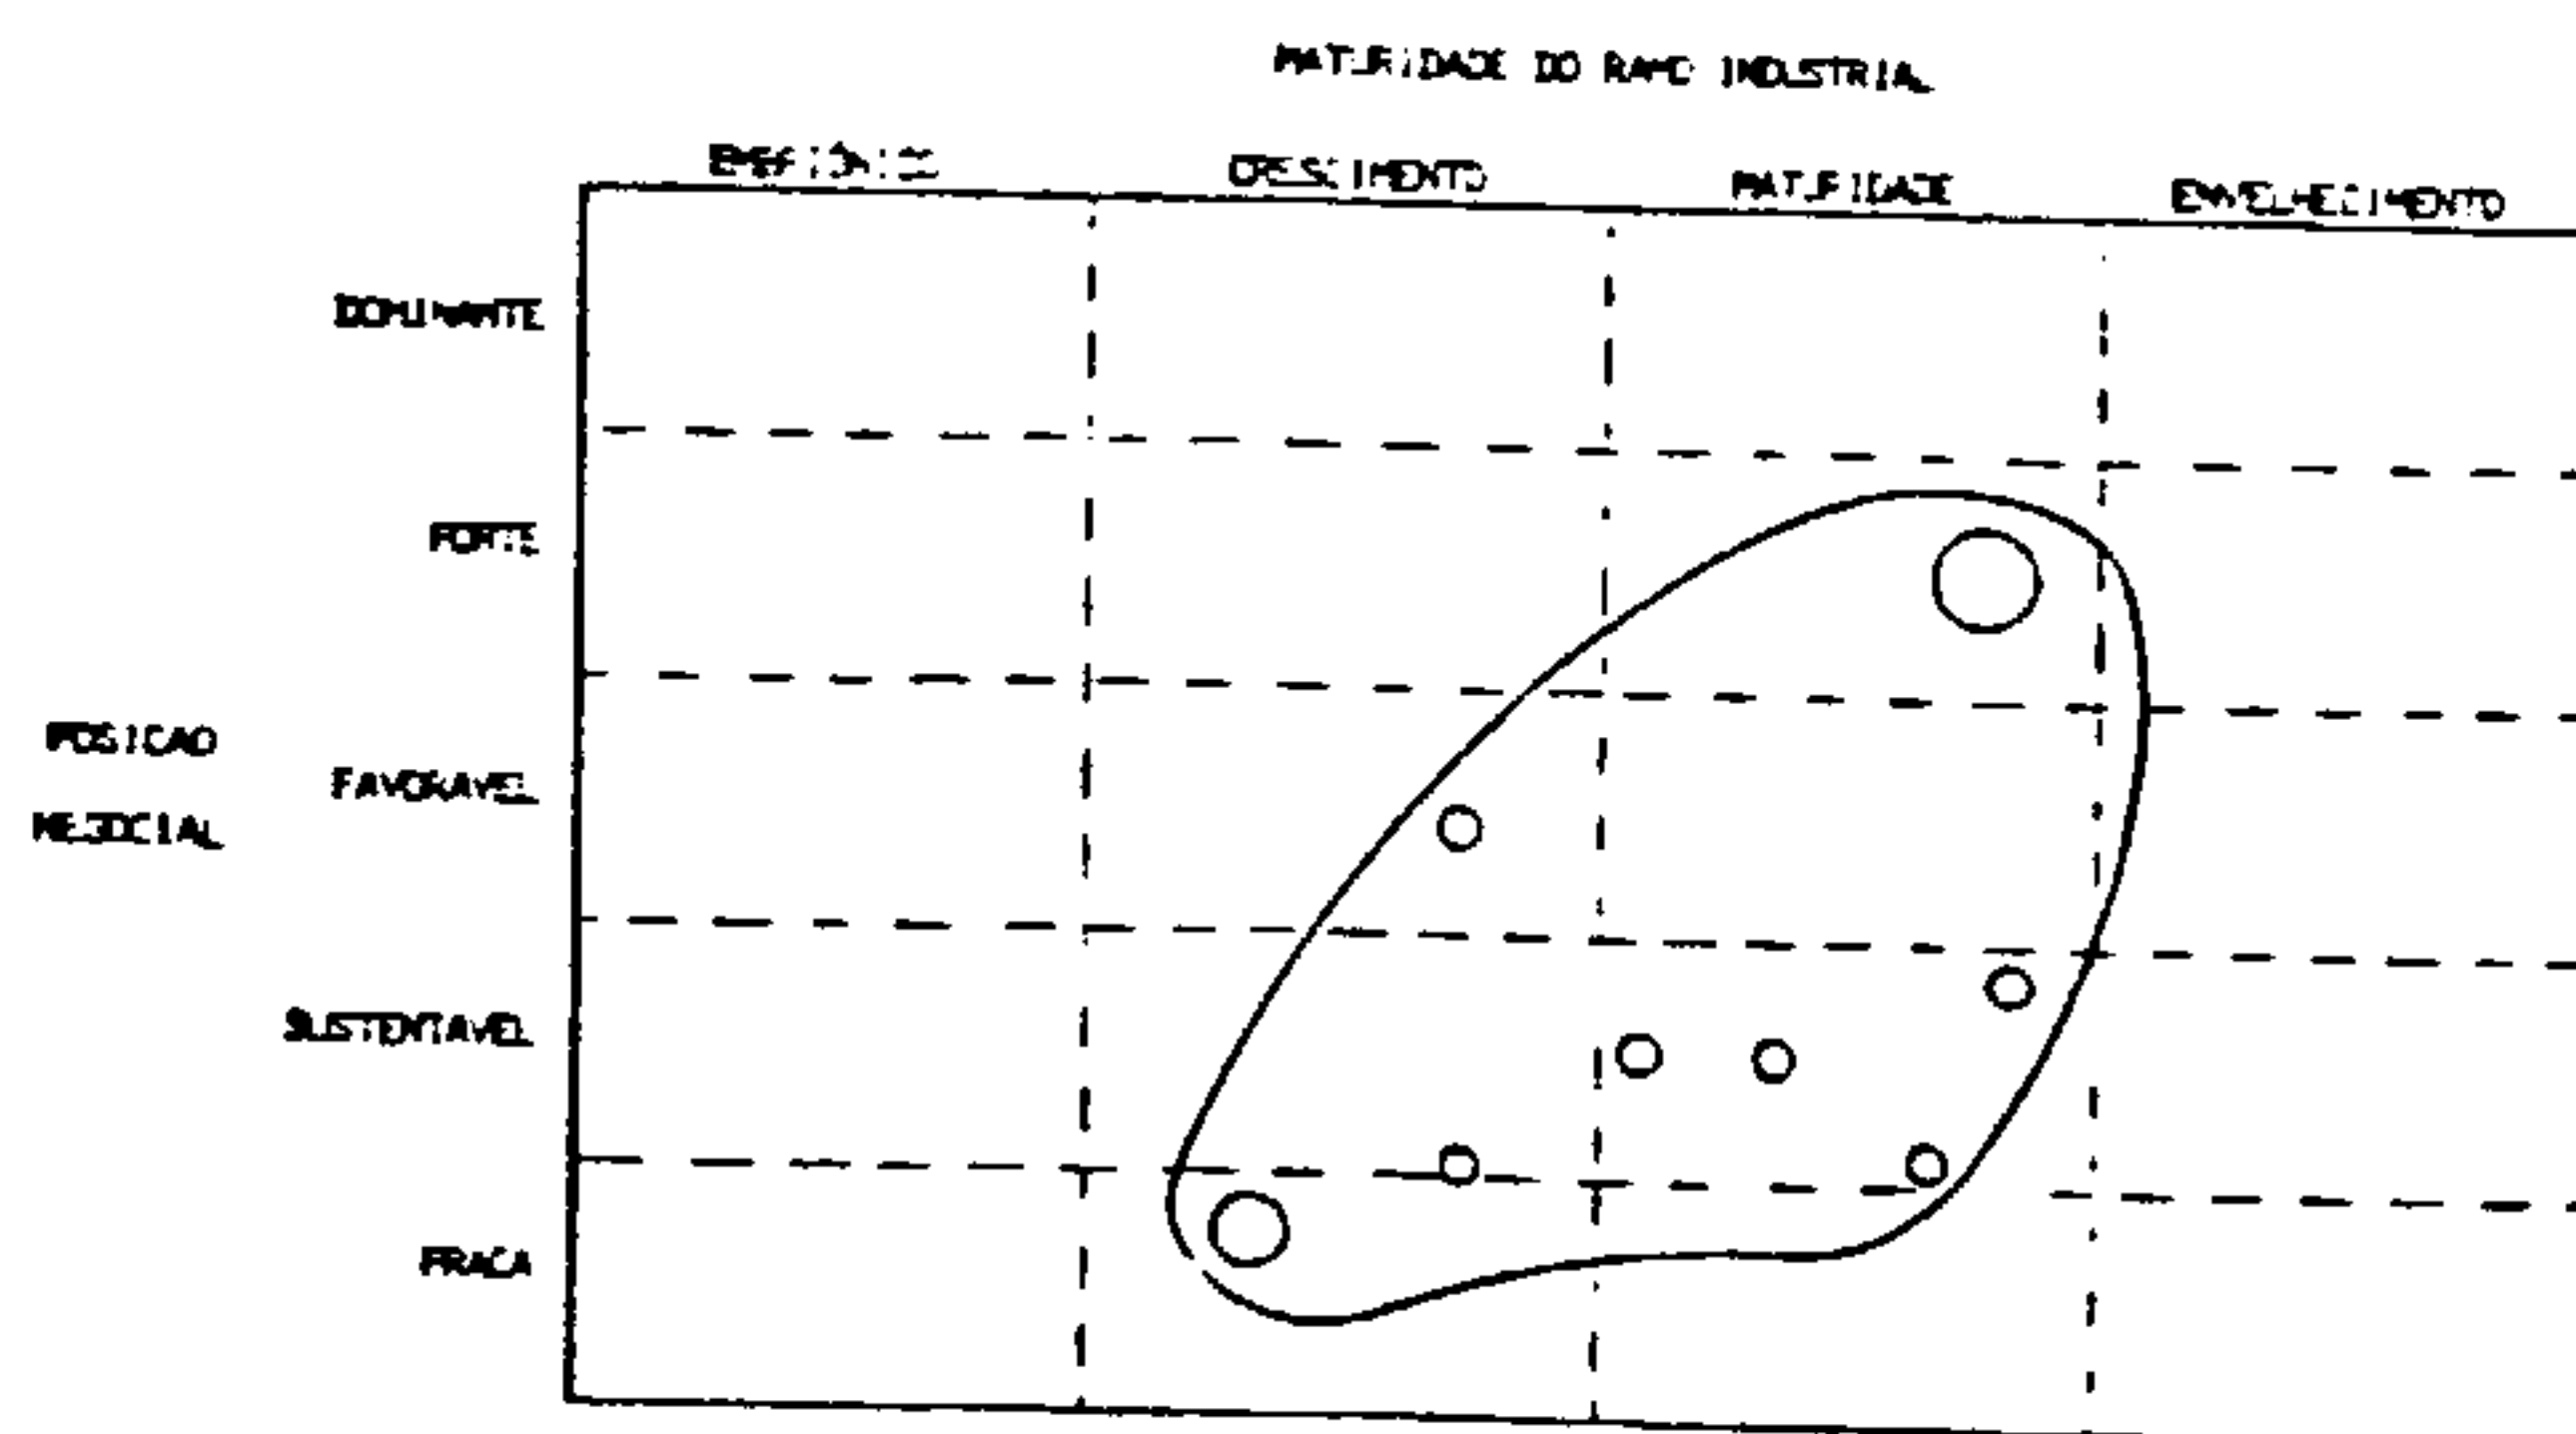 MATURIDADE DO RAMO INDUSTRIAL
CRESCIMENTO
MATURIDADE
ENVELHECIMENTO
DOMINANTE
FORTE
POSICAO
FAVORAVEL
NEGOCIAL
SUSTENTAVEL
FRACA